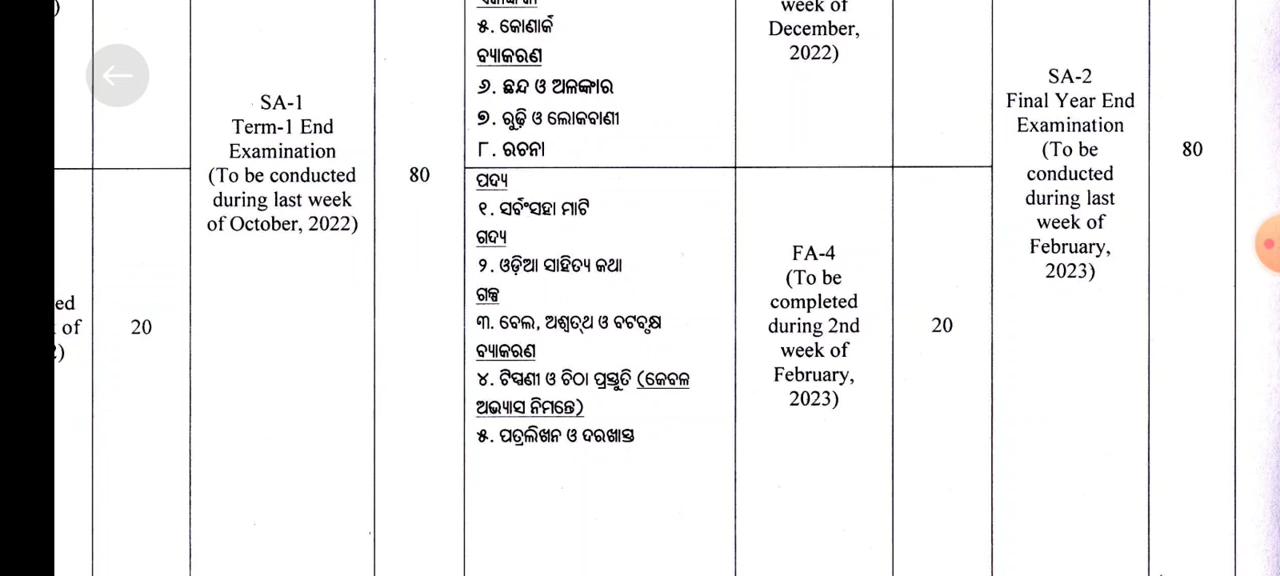 )
SA-1
Term-1 End
Examination
(To be conducted
during last week
of October, 2022)
80
ed
of
)
20
୫. କୋଣାର୍କ
ବ୍ୟାକରଣ
୬. ଛନ୍ଦ ଓ ଅଳଙ୍କାର
୭. ରୁଢ଼ି ଓ ଲୋକବାଣୀ
୮. ରଚନା
ପଦ୍ୟ
୧. ସର୍ବଂସହା ମାଟି
ଗଦ୍ୟ
୨. ଓଡ଼ିଆ ସାହିତ୍ୟ କଥା
ଗଳ୍ପ
୩. ବେଲ, ଅଶ୍ୱତ୍ଥ ଓ ବଟବୃକ୍ଷ
ବ୍ୟାକରଣ
୪. ଟିପ୍ପଣୀ ଓ ଚିଠା ପ୍ରସ୍ତୁତି (କେବଳ
ଅଭ୍ୟାସ ନିମନ୍ତେ)
୫. ପତ୍ରଲିଖନ ଓ ଦରଖାସ୍ତ
week of
December,
2022)
FA-4
(To be
completed
during 2nd
week of
February,
2023)
20
SA-2
Final Year End
Examination
(To be
conducted
during last
week of
February,
2023)
80